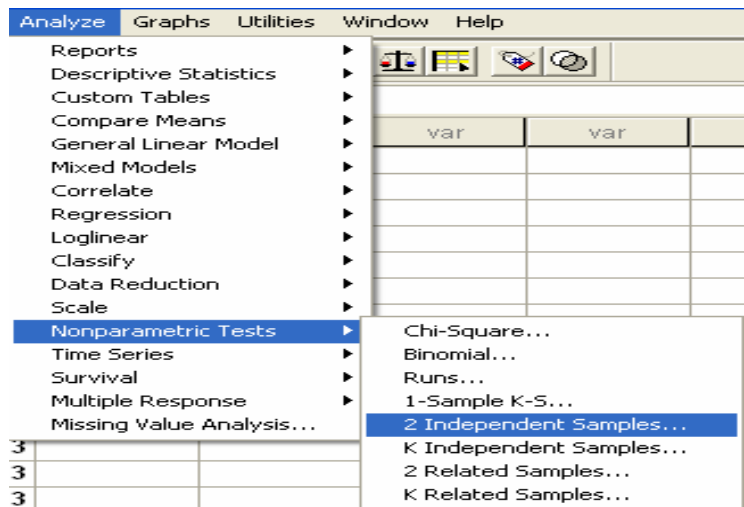 Analyze Graphs Utilities Window Help
Reports
Descriptive Statistics
Custom Tables
Compare Means
General Linear Model
Mixed Models
Correlate
Regression
Loglinear
Classify
Data Reduction
Scale
Nonparametric Tests
Time Series
Survival
Multiple Response
Missing Value Analysis...
var var
Chi-Square...
Binomial...
Runs...
1-Sample K-S...
2 Independent Samples...
K Independent Samples...
2 Related Samples...
K Related Samples...
3
3
3